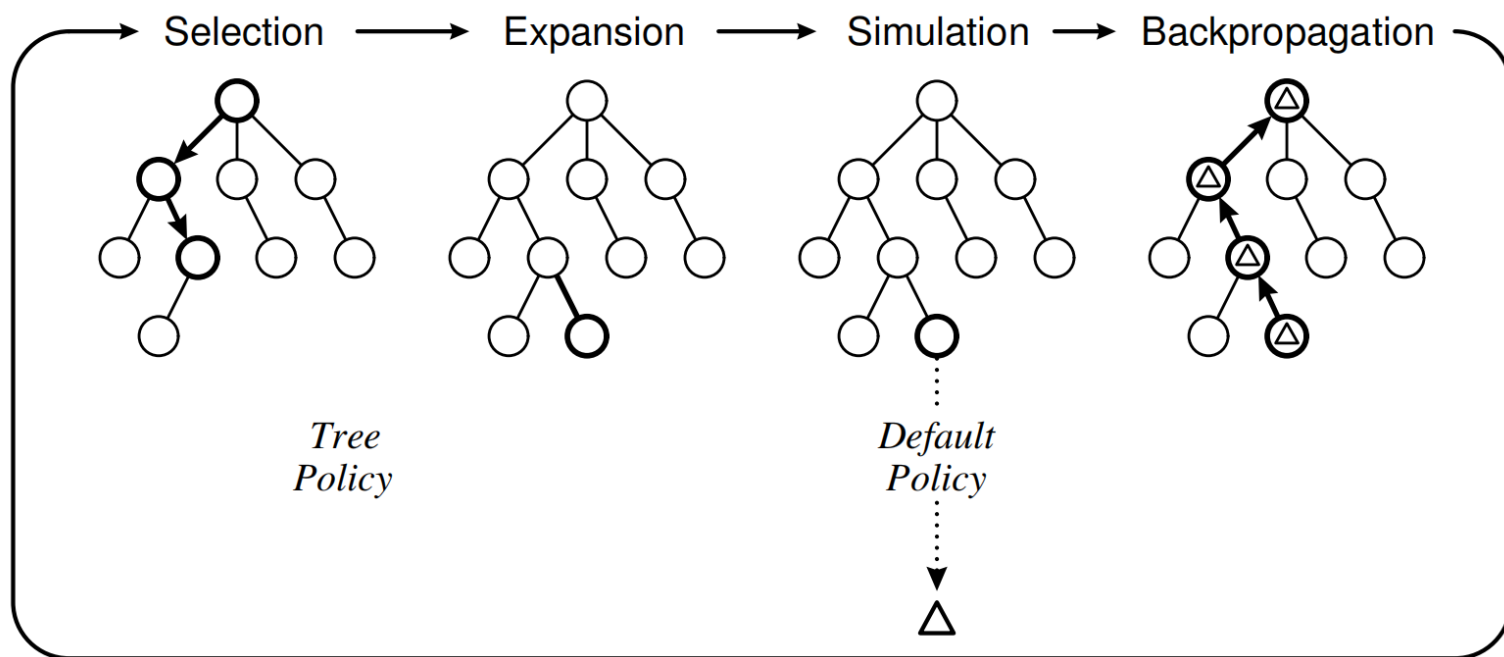 Selection Expansion Simulation Backpropagation
Tree
Policy
Default
Policy